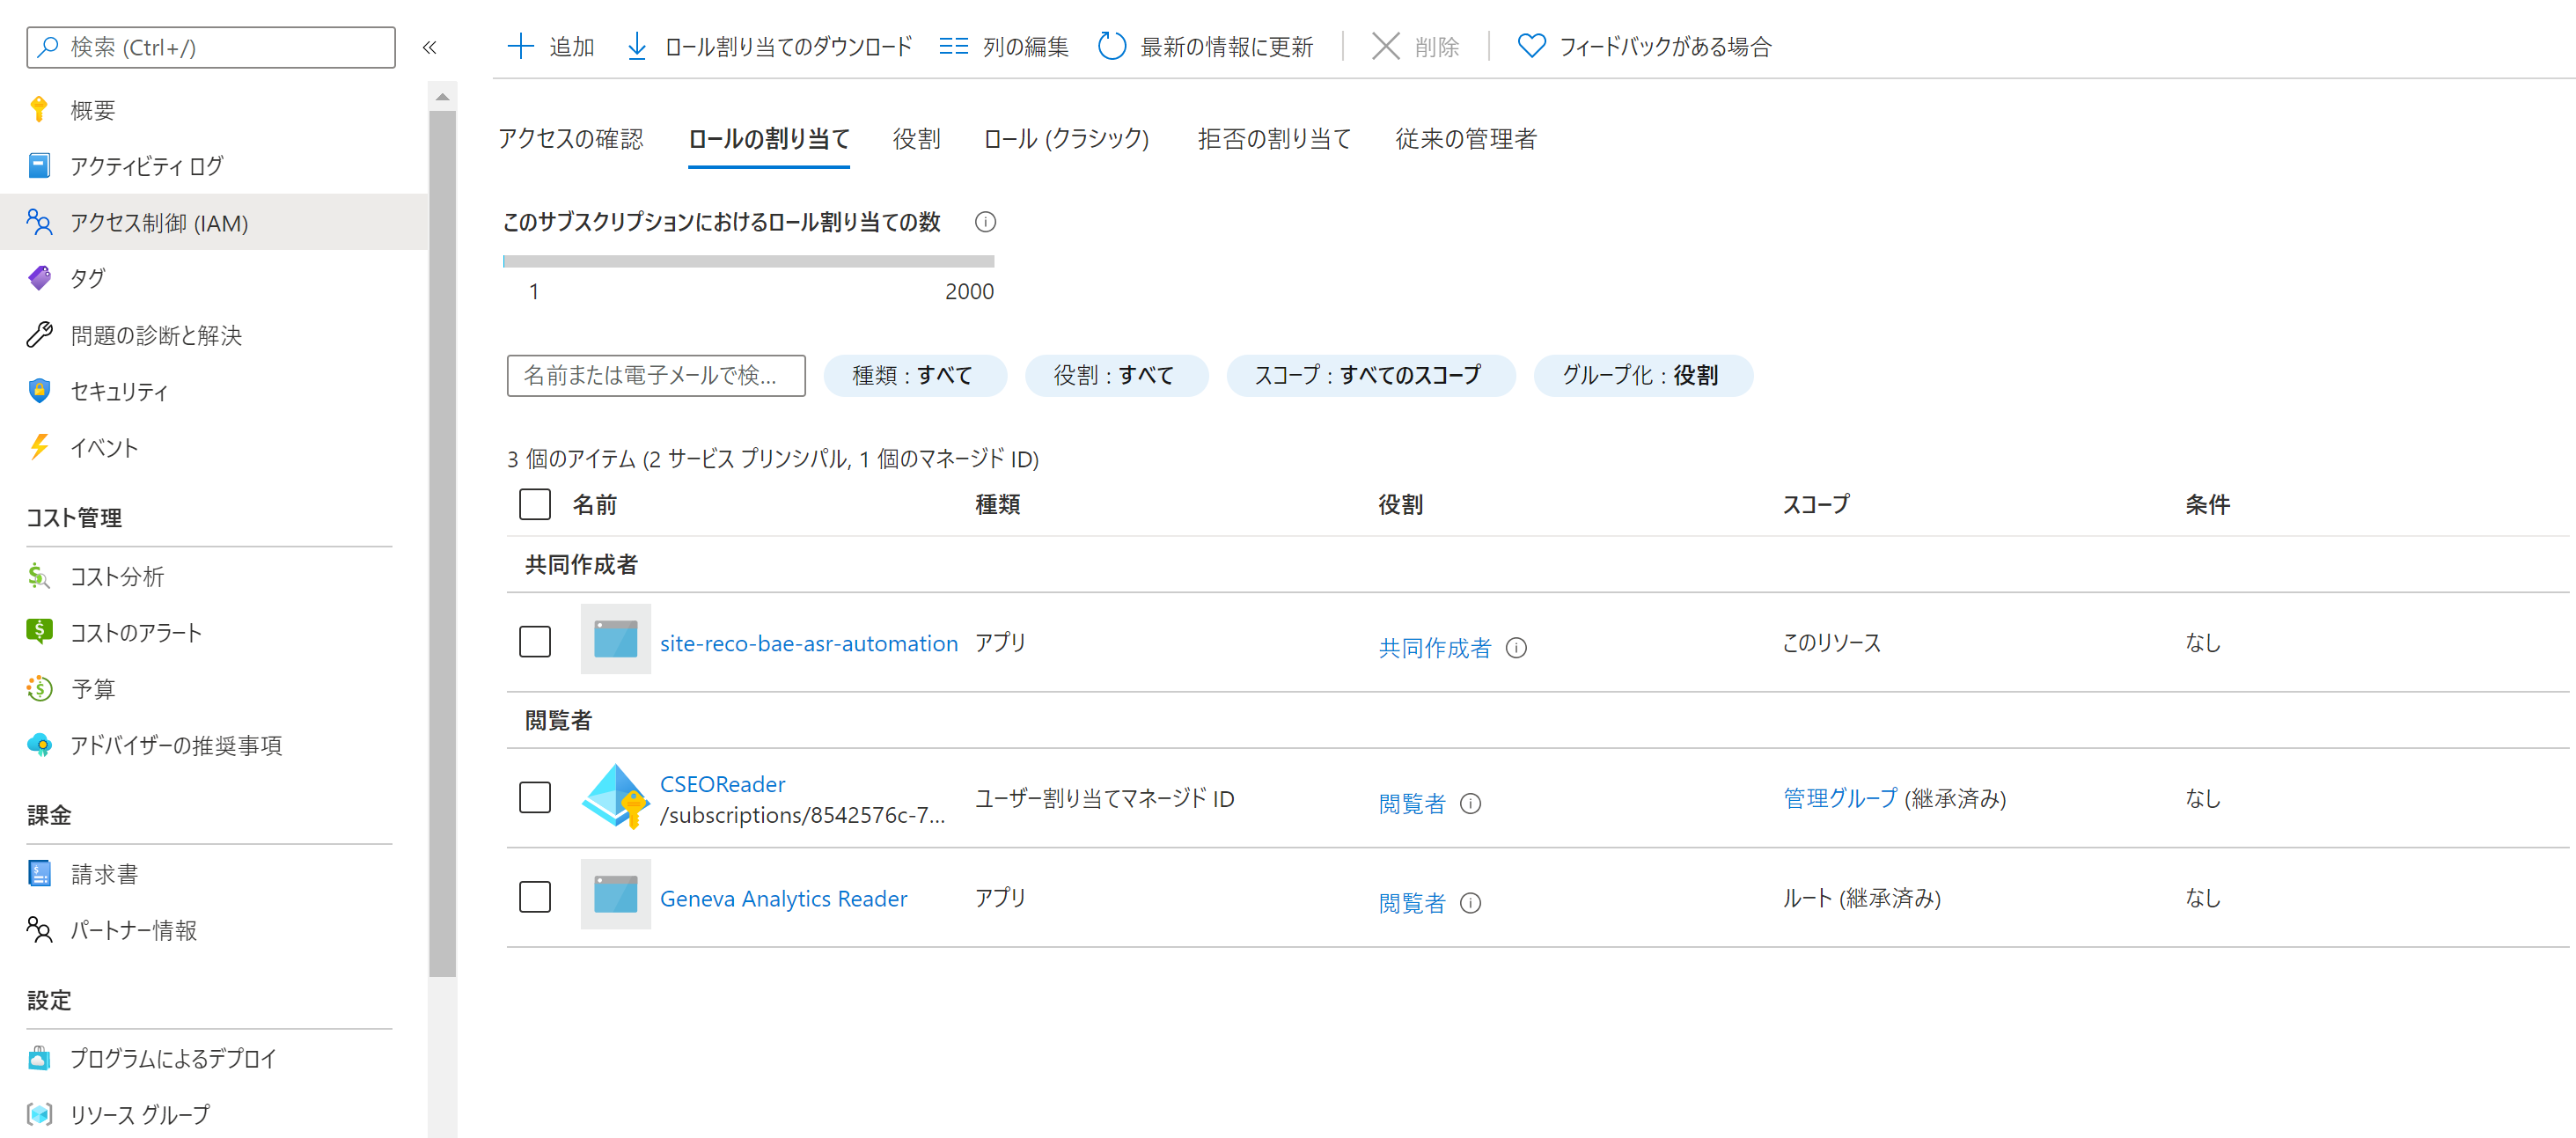 検索 (Ctrl+/)
概要
アクティビティ ログ
アクセス制御 (IAM)
タグ
問題の診断と解決
セキュリティ
イベント
コスト管理
コスト分析
コストのアラート
予算
アドバイザーの推奨事項
課金
請求書
パートナー情報
設定
プログラムによるデプロイ
リソース グループ
追加 ロール割り当てのダウンロード 列の編集 最新の情報に更新 削除 フィードバックがある場合
アクセスの確認 ロールの割り当て 役割 ロール (クラシック) 拒否の割り当て 従来の管理者
このサブスクリプションにおけるロール割り当ての数
1 2000
名前または電子メールで検... 種類 : すべて 役割 : すべて スコープ : すべてのスコープ グループ化 : 役割
3 個のアイテム (2 サービス プリンシパル, 1 個のマネージド ID)
名前 種類 役割 スコープ 条件
共同作成者
site-reco-bae-asr-automation アプリ 共同作成者 このリソース なし
閲覧者
CSEOReader
/subscriptions/8542576c-7... ユーザー割り当てマネージド ID 閲覧者 管理グループ (継承済み) なし
Geneva Analytics Reader アプリ 閲覧者 ルート (継承済み) なし